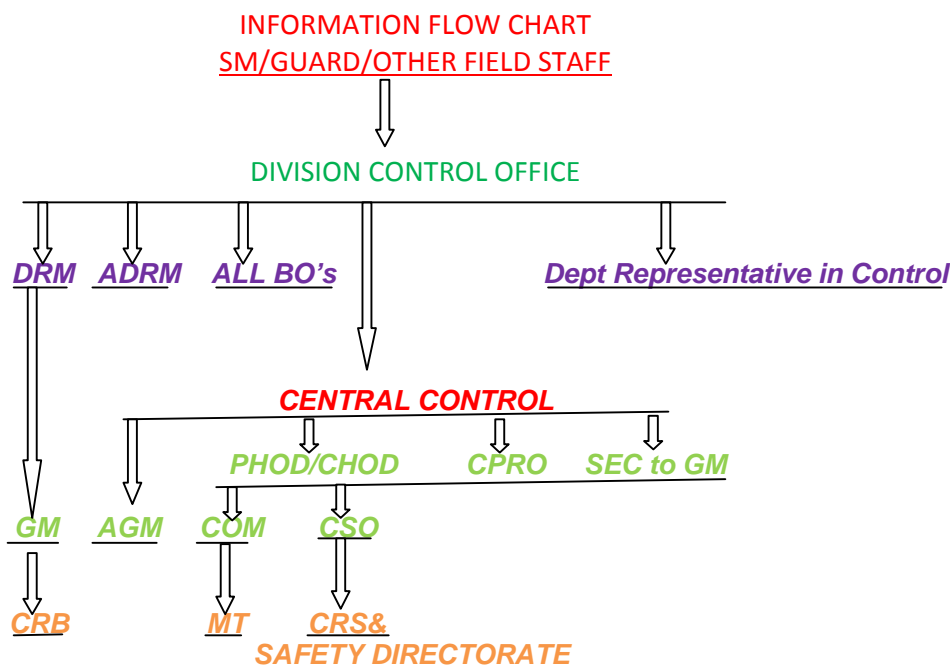 INFORMATION FLOW CHART
SM/GUARD/OTHER FIELD STAFF
DIVISION CONTROL OFFICE
DRM ADRM ALL BO's Dept Representative in Control
CENTRAL CONTROL
PHOD/CHOD CPRO SEC to GM
GM AGM COM CSO
CRB MT CRS&
SAFETY DIRECTORATE